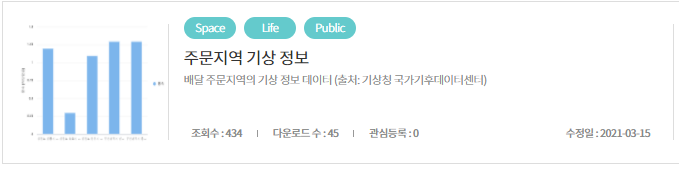 Space Life Public
주문지역 기상 정보
배달 주문지역의 기상 정보 데이터 (출처: 기상청 국가기후데이터센터)
조회수 : 434 | 다운로드 수 : 45 | 관심등록 : 0 수정일 : 2021-03-15